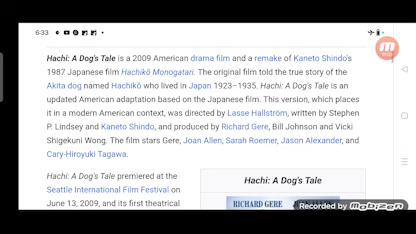 6:33
00:05
Hachi: A Dog's Tale is a 2009 American drama film and a remake of Kaneto Shindo's
1987 Japanese film Hachikō Monogatari. The original film told the true story of the
Akita dog named Hachikō who lived in Japan 1923–1935. Hachi: A Dog's Tale is an
updated American adaptation based on the Japanese film. This version, which places
it in a modern American context, was directed by Lasse Hallström, written by Stephen
P. Lindsey and Kaneto Shindo, and produced by Richard Gere, Bill Johnson and Vicki
Shigekuni Wong. The film stars Gere, Joan Allen, Sarah Roemer, Jason Alexander, and
Cary-Hiroyuki Tagawa.
Hachi: A Dog's Tale premiered at the
Seattle International Film Festival on
June 13, 2009, and its first theatrical
Hachi: A Dog's Tale
RICHARD GERE
Recorded by Mobizen